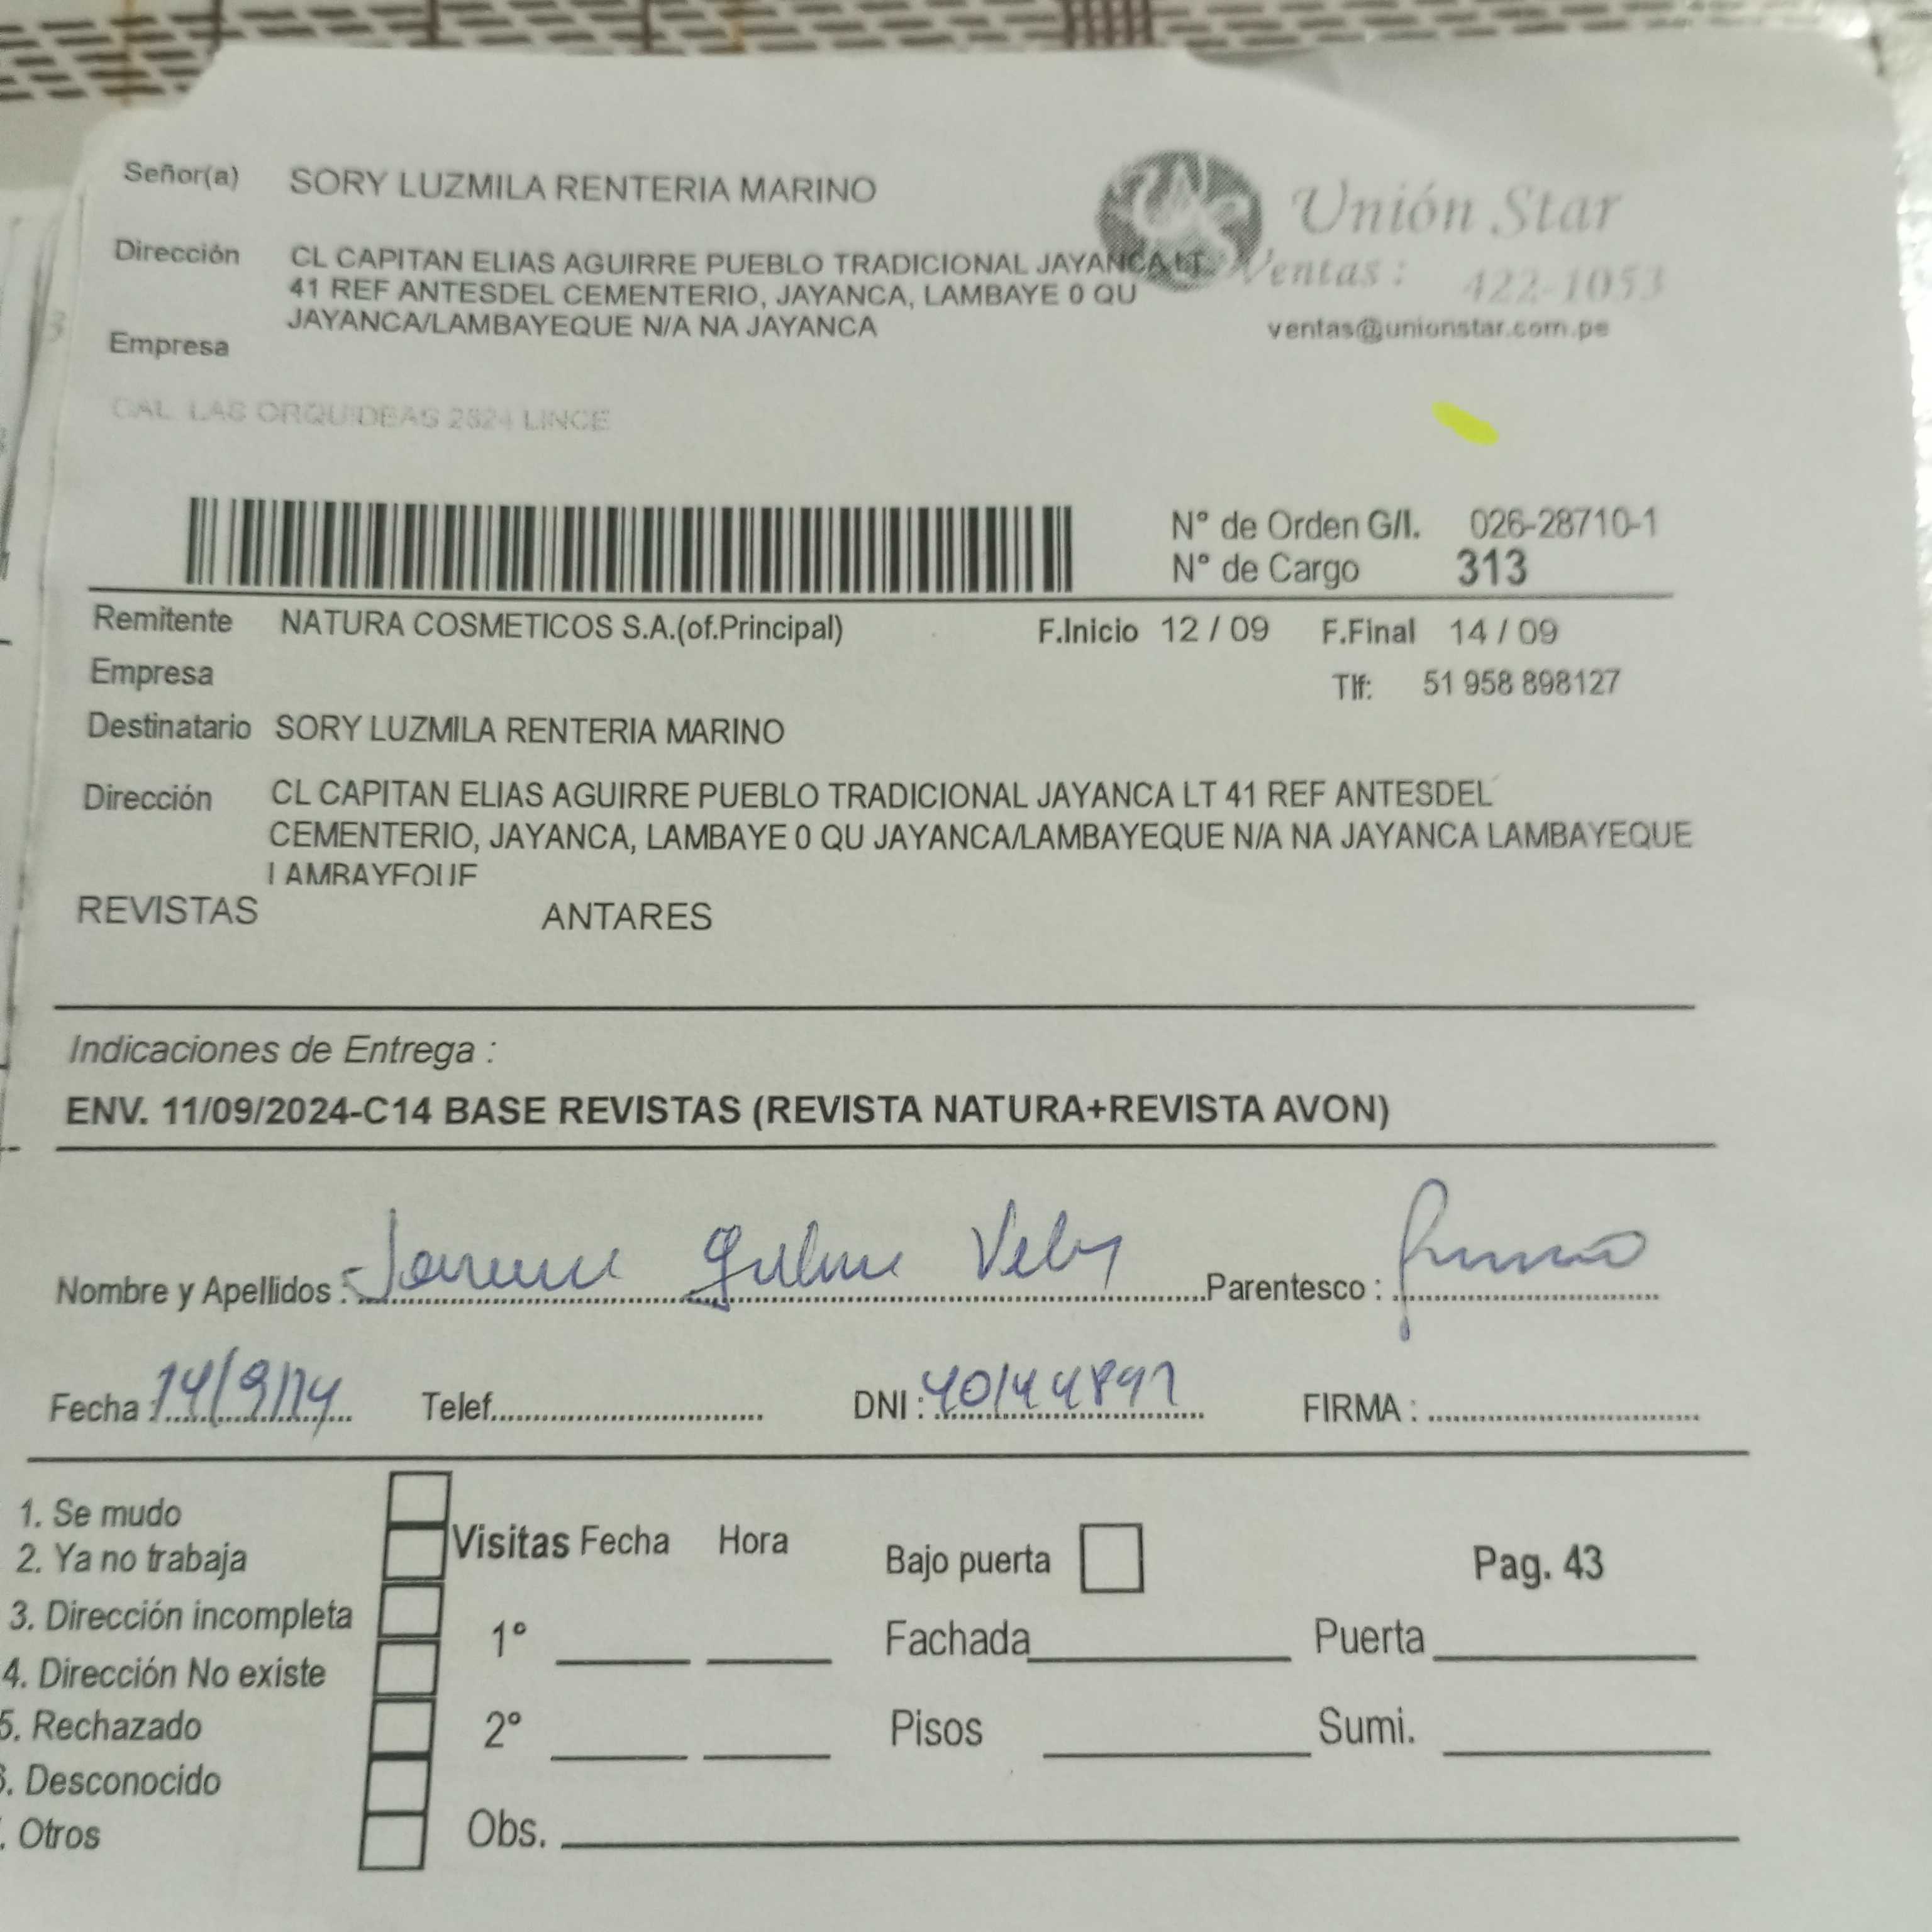 Señor(a) SORY LUZMILA RENTERIA MARINO
Unión Star
Dirección CL CAPITAN ELIAS AGUIRRE PUEBLO TRADICIONAL JAYANCA LT
41 REF ANTESDEL CEMENTERIO, JAYANCA, LAMBAYE 0 QU
JAYANCA/LAMBAYEQUE N/A NA JAYANCA
Ventas : 422-1053
ventas@unionstar.com.pe
Empresa
CAL LAS ORQUIDEAS 2624 LINCE
N° de Orden G/I. 026-28710-1
N° de Cargo 313
Remitente NATURA COSMETICOS S.A.(of.Principal) F.Inicio 12 / 09 F.Final 14 / 09
Empresa Tlf: 51 958 898127
Destinatario SORY LUZMILA RENTERIA MARINO
Dirección CL CAPITAN ELIAS AGUIRRE PUEBLO TRADICIONAL JAYANCA LT 41 REF ANTESDEL
CEMENTERIO, JAYANCA, LAMBAYE 0 QU JAYANCA/LAMBAYEQUE N/A NA JAYANCA LAMBAYEQUE
LAMBAYEQUE
REVISTAS ANTARES
Indicaciones de Entrega :
ENV. 11/09/2024-C14 BASE REVISTAS (REVISTA NATURA+REVISTA AVON)
Nombre y Apellidos : Parentesco :
Fecha : 14/9/14 Telef. DNI : 40144891 FIRMA :
1. Se mudo
2. Ya no trabaja
3. Dirección incompleta
4. Dirección No existe
5. Rechazado
6. Desconocido
. Otros
Visitas Fecha Hora
1°
2°
Obs.
Bajo puerta Pag. 43
Fachada Puerta
Pisos Sumi.